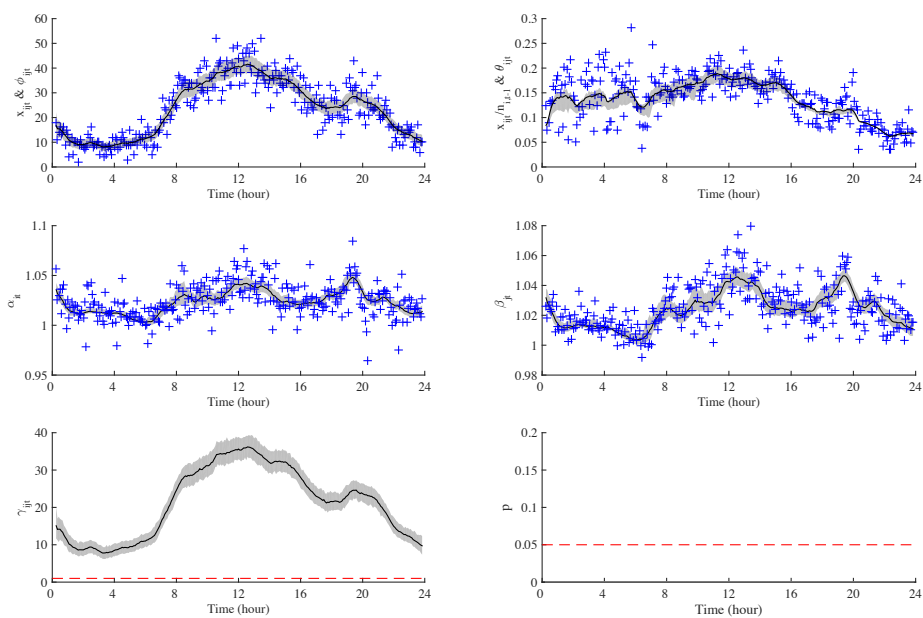 60
50
40
30
20
10
0
x_ijt & ϕ_ijt
0 4 8 12 16 20 24
Time (hour)
0.3
0.25
0.2
0.15
0.1
0.05
0
x_ijt/n_i,t-1 & θ_ijt
0 4 8 12 16 20 24
Time (hour)
1.1
1.05
1
0.95
α_it
0 4 8 12 16 20 24
Time (hour)
1.08
1.06
1.04
1.02
1
0.98
β_jt
0 4 8 12 16 20 24
Time (hour)
40
30
20
10
0
γ_ijt
0 4 8 12 16 20 24
Time (hour)
0.2
0.15
0.1
0.05
0
p
0 4 8 12 16 20 24
Time (hour)